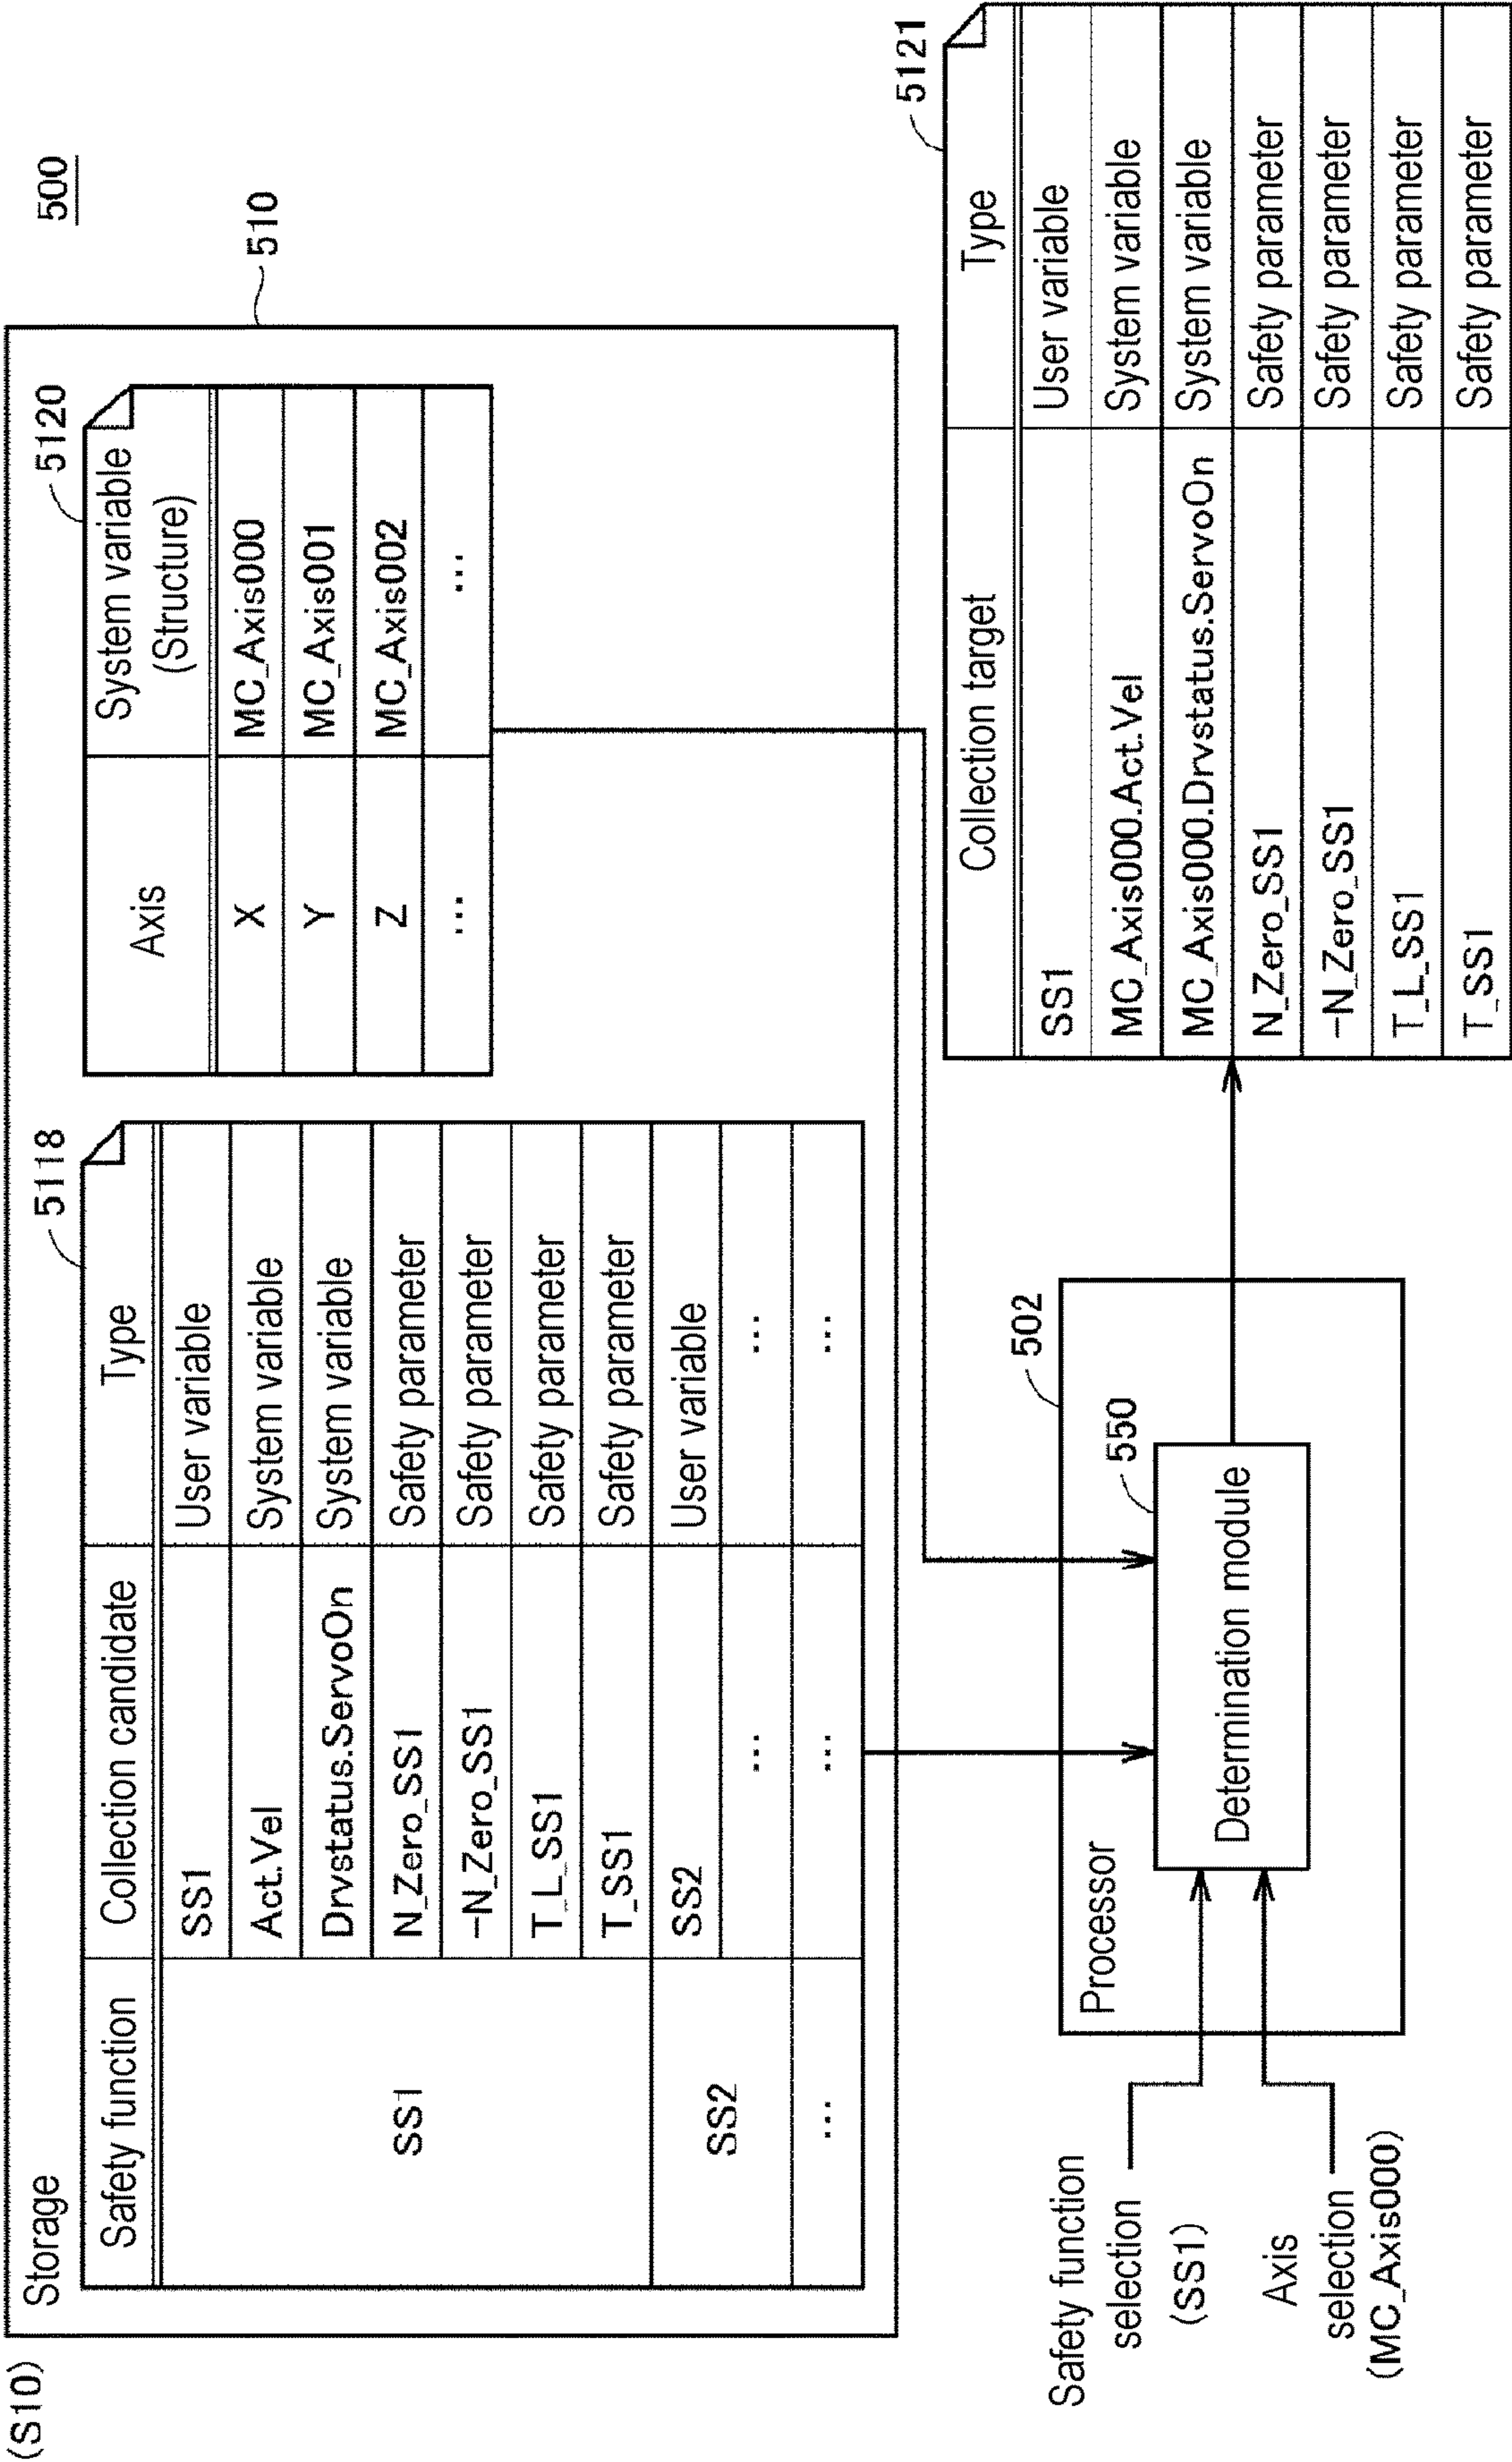 (S10)
500
Storage
510
5118
Safety function Collection candidate Type
SS1 SS1 User variable
Act.Vel System variable
Drvstatus.ServoOn System variable
N_Zero_SS1 Safety parameter
-N_Zero_SS1 Safety parameter
T_L_SS1 Safety parameter
T_SS1 Safety parameter
SS2 SS2 User variable
... ...
... ... ...
5120
Axis System variable
(Structure)
X MC_Axis000
Y MC_Axis001
Z MC_Axis002
... ...
Safety function
selection
(SS1)
Axis
selection
(MC_Axis000)
Processor
502
550
Determination module
5121
Collection target Type
SS1 User variable
MC_Axis000.Act.Vel System variable
MC_Axis000.Drvstatus.ServoOn System variable
N_Zero_SS1 Safety parameter
-N_Zero_SS1 Safety parameter
T_L_SS1 Safety parameter
T_SS1 Safety parameter